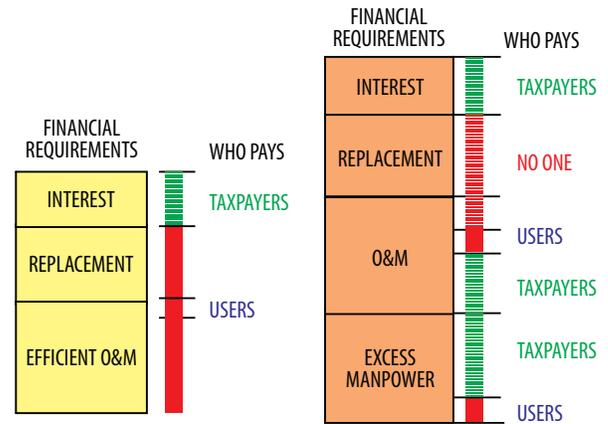 FINANCIAL
REQUIREMENTS
WHO PAYS
INTEREST
TAXPAYERS
REPLACEMENT
USERS
EFFICIENT O&M
FINANCIAL
REQUIREMENTS
WHO PAYS
INTEREST
TAXPAYERS
REPLACEMENT
NO ONE
USERS
O&M
TAXPAYERS
EXCESS
MANPOWER
TAXPAYERS
USERS